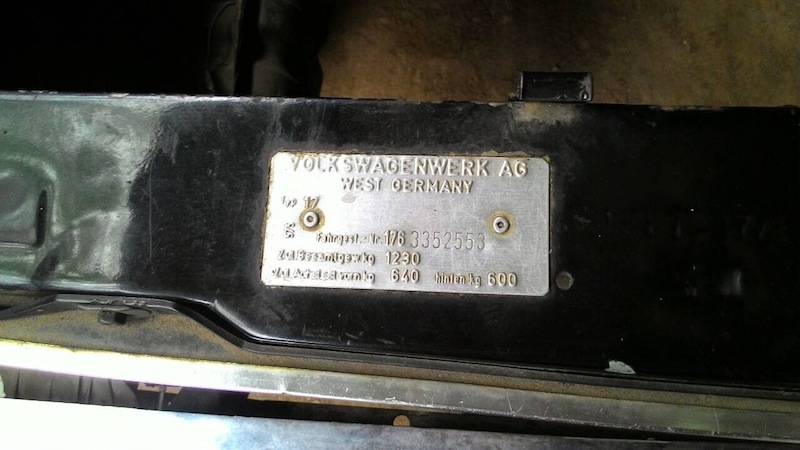 VOLKSWAGENWERK AG
WEST GERMANY
Typ 17
Fahrgest.-Nr. 176 3352553
Zul.Gesamtgew.kg 1230
Zul.Achslast vorn kg 640 hinten kg 600